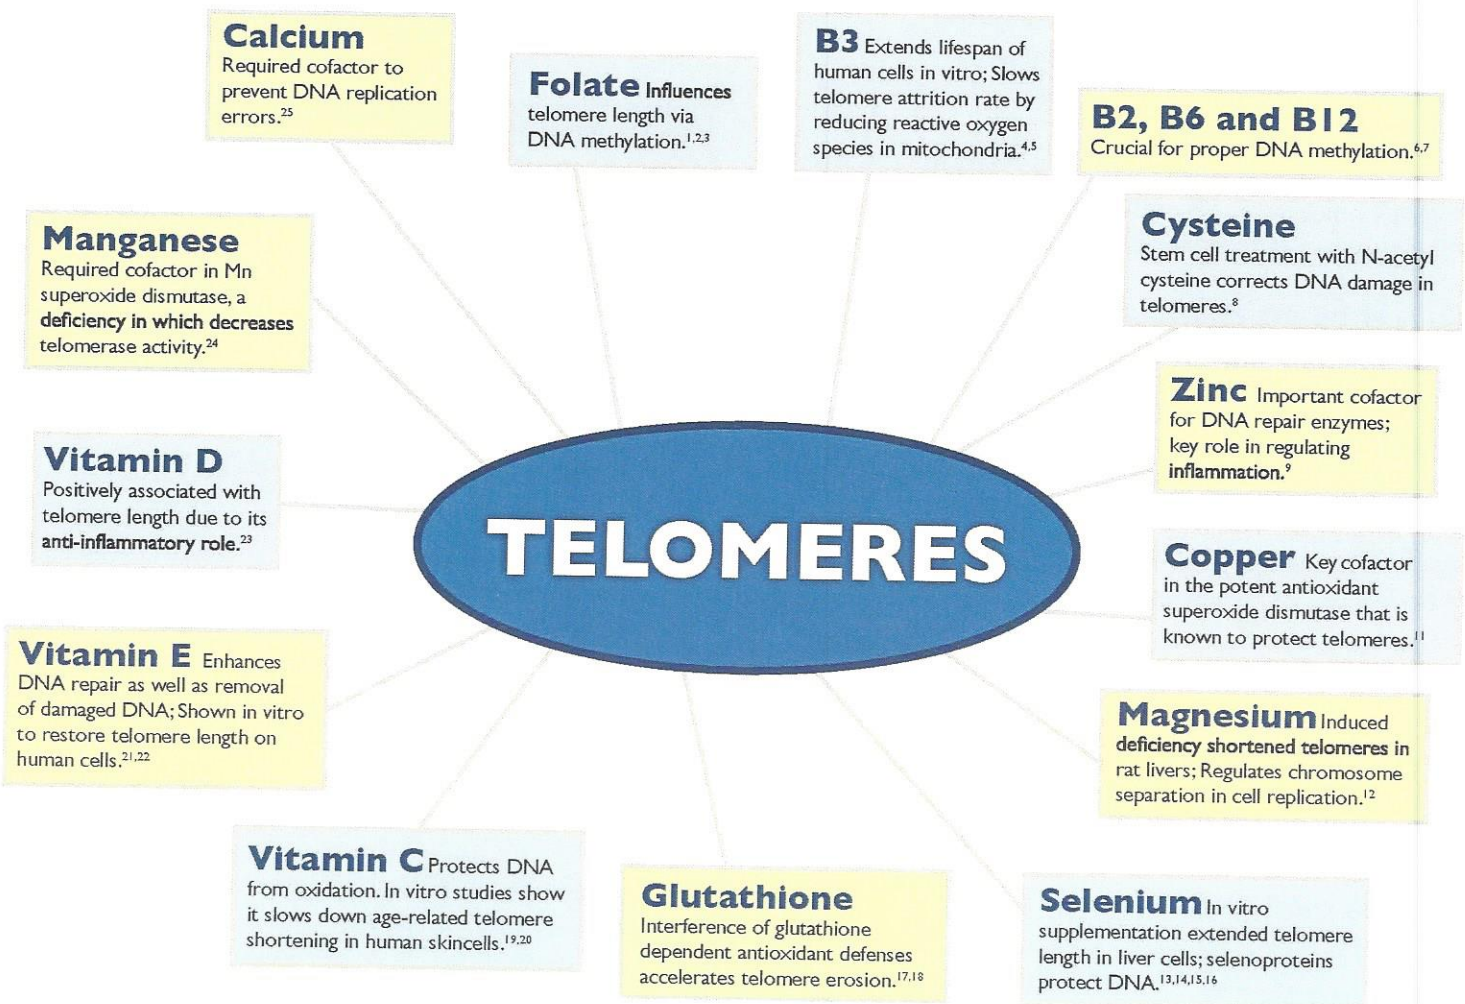 Calcium
Required cofactor to
prevent DNA replication
errors.25
Folate Influences
telomere length via
DNA methylation.1,2,3
B3 Extends lifespan of
human cells in vitro; Slows
telomere attrition rate by
reducing reactive oxygen
species in mitochondria.4,5
B2, B6 and B12
Crucial for proper DNA methylation.6,7
Cysteine
Stem cell treatment with N-acetyl
cysteine corrects DNA damage in
telomeres.8
Manganese
Required cofactor in Mn
superoxide dismutase, a
deficiency in which decreases
telomerase activity.24
Zinc Important cofactor
for DNA repair enzymes;
key role in regulating
inflammation.9
Vitamin D
Positively associated with
telomere length due to its
anti-inflammatory role.23
TELOMERES
Copper Key cofactor
in the potent antioxidant
superoxide dismutase that is
known to protect telomeres.11
Vitamin E Enhances
DNA repair as well as removal
of damaged DNA; Shown in vitro
to restore telomere length on
human cells.21,22
Magnesium Induced
deficiency shortened telomeres in
rat livers; Regulates chromosome
separation in cell replication.12
Vitamin C Protects DNA
from oxidation. In vitro studies show
it slows down age-related telomere
shortening in human skincells.19,20
Glutathione
Interference of glutathione
dependent antioxidant defenses
accelerates telomere erosion.17,18
Selenium In vitro
supplementation extended telomere
length in liver cells; selenoproteins
protect DNA.13,14,15,16